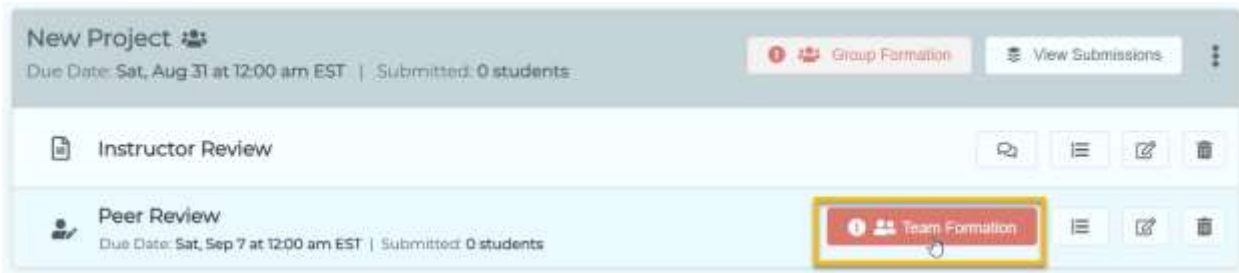 New Project
Group Formation
View Submissions
Due Date: Sat, Aug 31 at 12:00 am EST | Submitted: 0 students
Instructor Review
Peer Review
Team Formation
Due Date: Sat, Sep 7 at 12:00 am EST | Submitted: 0 students